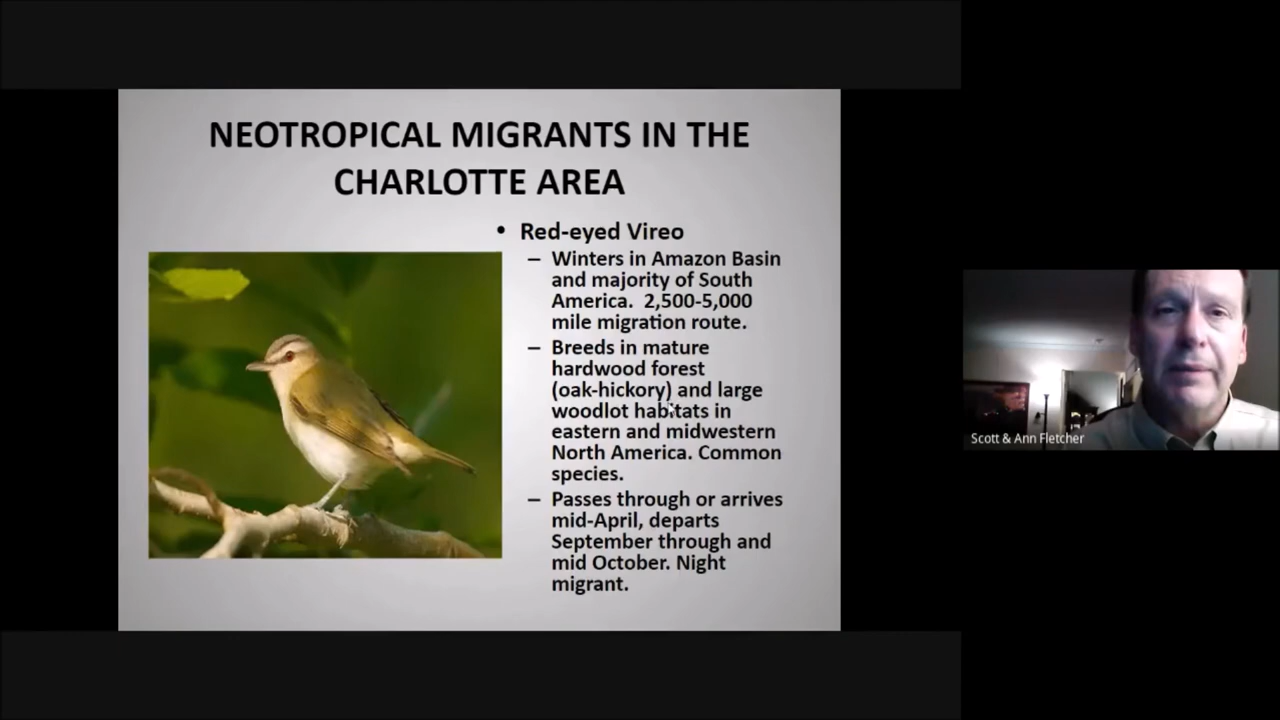 NEOTROPICAL MIGRANTS IN THE
CHARLOTTE AREA
• Red-eyed Vireo
– Winters in Amazon Basin
and majority of South
America.  2,500-5,000
mile migration route.
– Breeds in mature
hardwood forest
(oak-hickory) and large
woodlot habitats in
eastern and midwestern
North America. Common
species.
– Passes through or arrives
mid-April, departs
September through and
mid October. Night
migrant.
Scott & Ann Fletcher